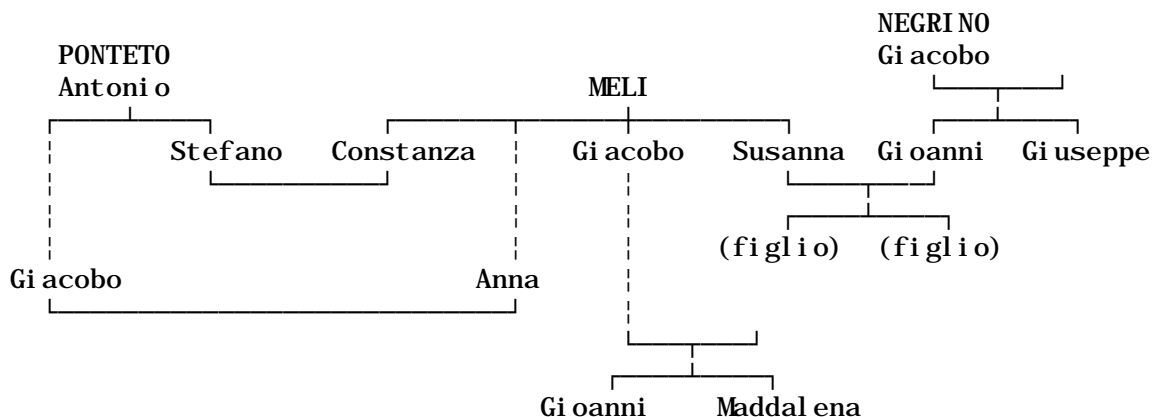 NEGRINO
PONTETO Giacobo
Antonio MELI
Stefano Constanza Giacobo Susanna Gioanni Giuseppe
(figlio) (figlio)
Giacobo Anna
Gioanni Maddalena